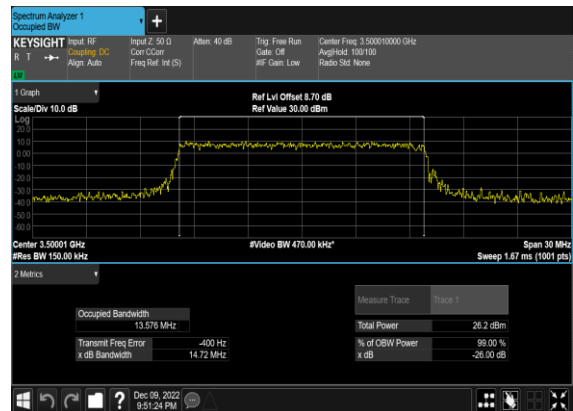 Spectrum Analyzer 1
Occupied BW
+
KEYSIGHT
R T
LU
Input: RF
Coupling: DC
Align: Auto
Input Z: 50 Ω
Corr CCorr
Freq Ref: Int (S)
Atten: 40 dB
Trig: Free Run
Gate: Off
#IF Gain: Low
Center Freq: 3.500010000 GHz
Avg|Hold: 100/100
Radio Std: None
1 Graph
Scale/Div 10.0 dB
Ref Lvl Offset 8.70 dB
Ref Value 30.00 dBm
Log
20.0
10.0
0.00
-10.0
-20.0
-30.0
-40.0
-50.0
-60.0
Center 3.50001 GHz
#Res BW 150.00 kHz
#Video BW 470.00 kHz*
Span 30 MHz
Sweep 1.67 ms (1001 pts)
2 Metrics
Measure Trace Trace 1
Occupied Bandwidth
13.576 MHz
Total Power 26.2 dBm
Transmit Freq Error -400 Hz
% of OBW Power 99.00 %
x dB Bandwidth 14.72 MHz
x dB -26.00 dB
?
Dec 09, 2022
9:51:24 PM